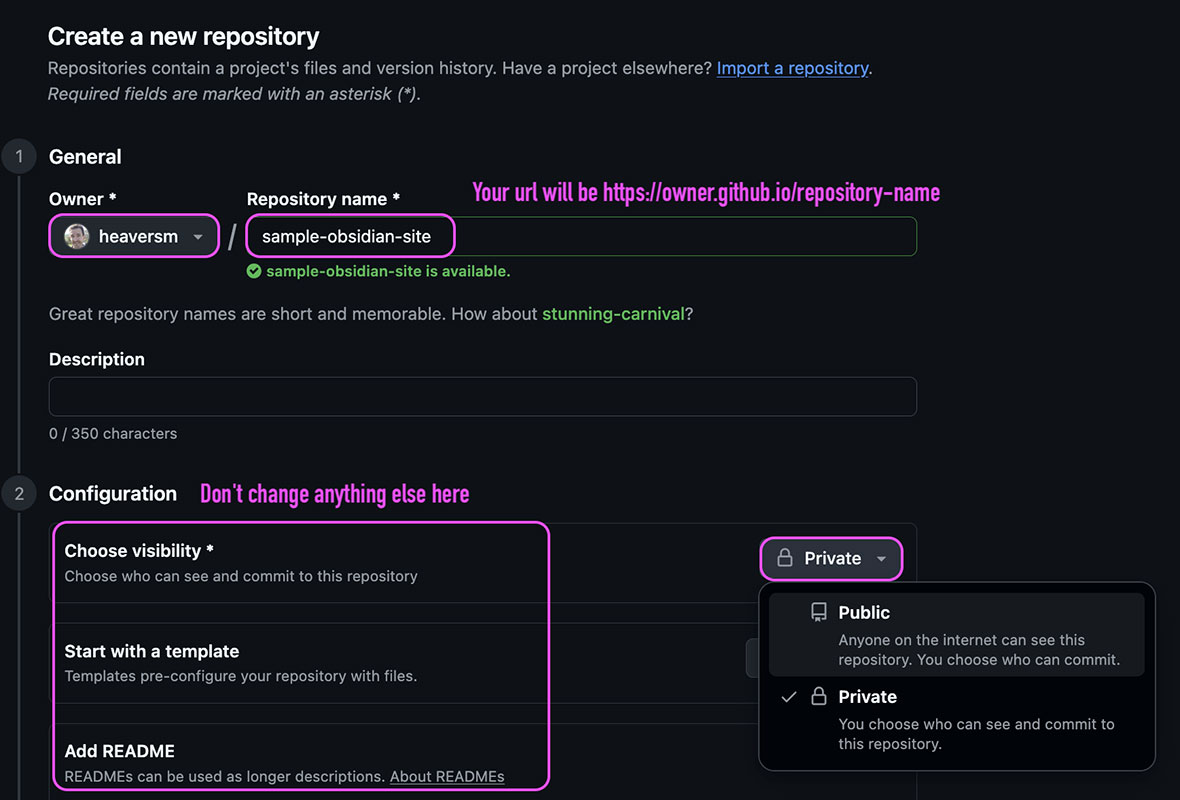 Create a new repository
Repositories contain a project's files and version history. Have a project elsewhere? Import a repository.
Required fields are marked with an asterisk (*).
1 General
Your url will be https://owner.github.io/repository-name
Owner * Repository name *
heaversm / sample-obsidian-site
sample-obsidian-site is available.
Great repository names are short and memorable. How about stunning-carnival?
Description
0 / 350 characters
2 Configuration Don't change anything else here
Choose visibility *
Choose who can see and commit to this repository
Private
Start with a template
Templates pre-configure your repository with files.
Add README
READMEs can be used as longer descriptions. About READMEs
Public
Anyone on the internet can see this
repository. You choose who can commit.
Private
You choose who can see and commit to
this repository.